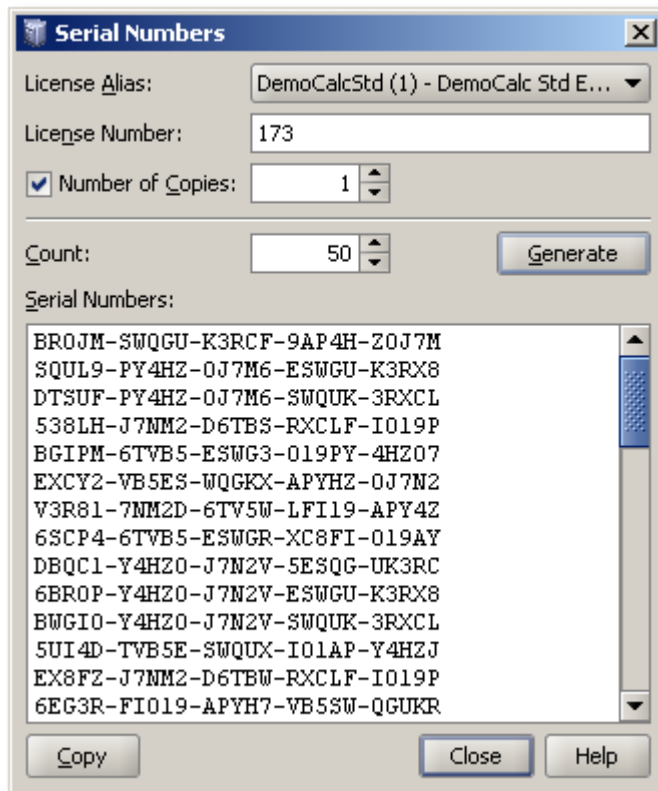 Serial Numbers
License Alias: DemoCalcStd (1) - DemoCalc Std E...
License Number: 173
Number of Copies: 1
Count: 50 Generate
Serial Numbers:
BR0JM-SWQGU-K3RCF-9AP4H-Z0J7M
SQUL9-PY4HZ-0J7M6-ESWGU-K3RX8
DTSUF-PY4HZ-0J7M6-SWQUK-3RXCL
538LH-J7NM2-D6TBS-RXCLF-I019P
BGIPM-6TVB5-ESWG3-019PY-4HZ07
EXCY2-VB5ES-WQGKX-APYHZ-0J7N2
V3R81-7NM2D-6TV5W-LFI19-APY4Z
6SCP4-6TVB5-ESWGR-XC8FI-019AY
DBQC1-Y4HZ0-J7N2V-5ESQG-UK3RC
6BR0P-Y4HZ0-J7N2V-ESWGU-K3RX8
BWGI0-Y4HZ0-J7N2V-SWQUK-3RXCL
5UI4D-TVB5E-SWQUX-I01AP-Y4HZJ
EX8FZ-J7NM2-D6TBW-RXCLF-I019P
6EG3R-FI019-APYH7-VB5SW-QGUKR
Copy Close Help